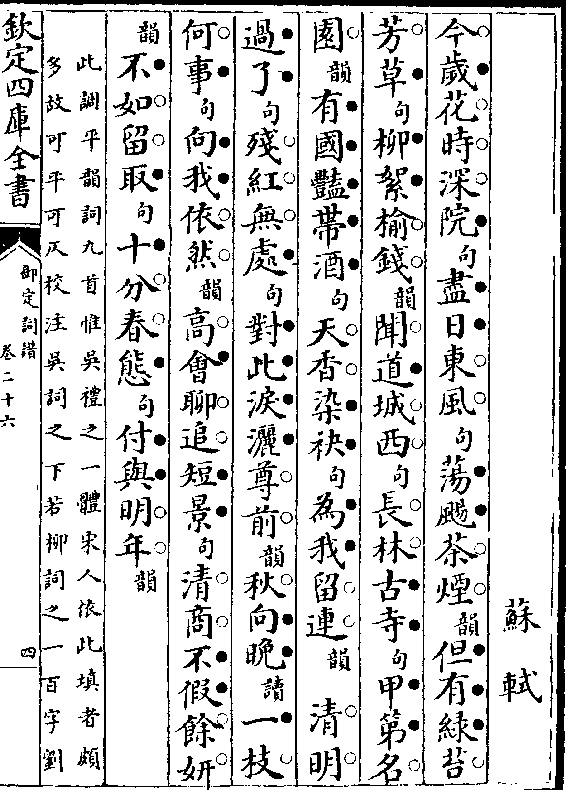 蘇軾
今歲花時深院句盡日東風句蕩颺茶煙韻但有綠苔
芳草句柳絮榆錢韻聞道城西句長林古寺句甲第名
園韻有國豔帶酒句天香染袂句為我留連韻 清明
過了句殘紅無處句對此淚灑尊前韻秋向晚讀一枝
何事句向我依然韻高會聊追短景句清商不假餘妍
韻不如留取句十分春態句付與明年韻
此調平韻詞九首惟吳禮之一體宋人依此填者頗
多故可平可仄校注吳詞之下若柳詞之一百字劉
欽定四庫全書
御定詞譜
卷二十六
四